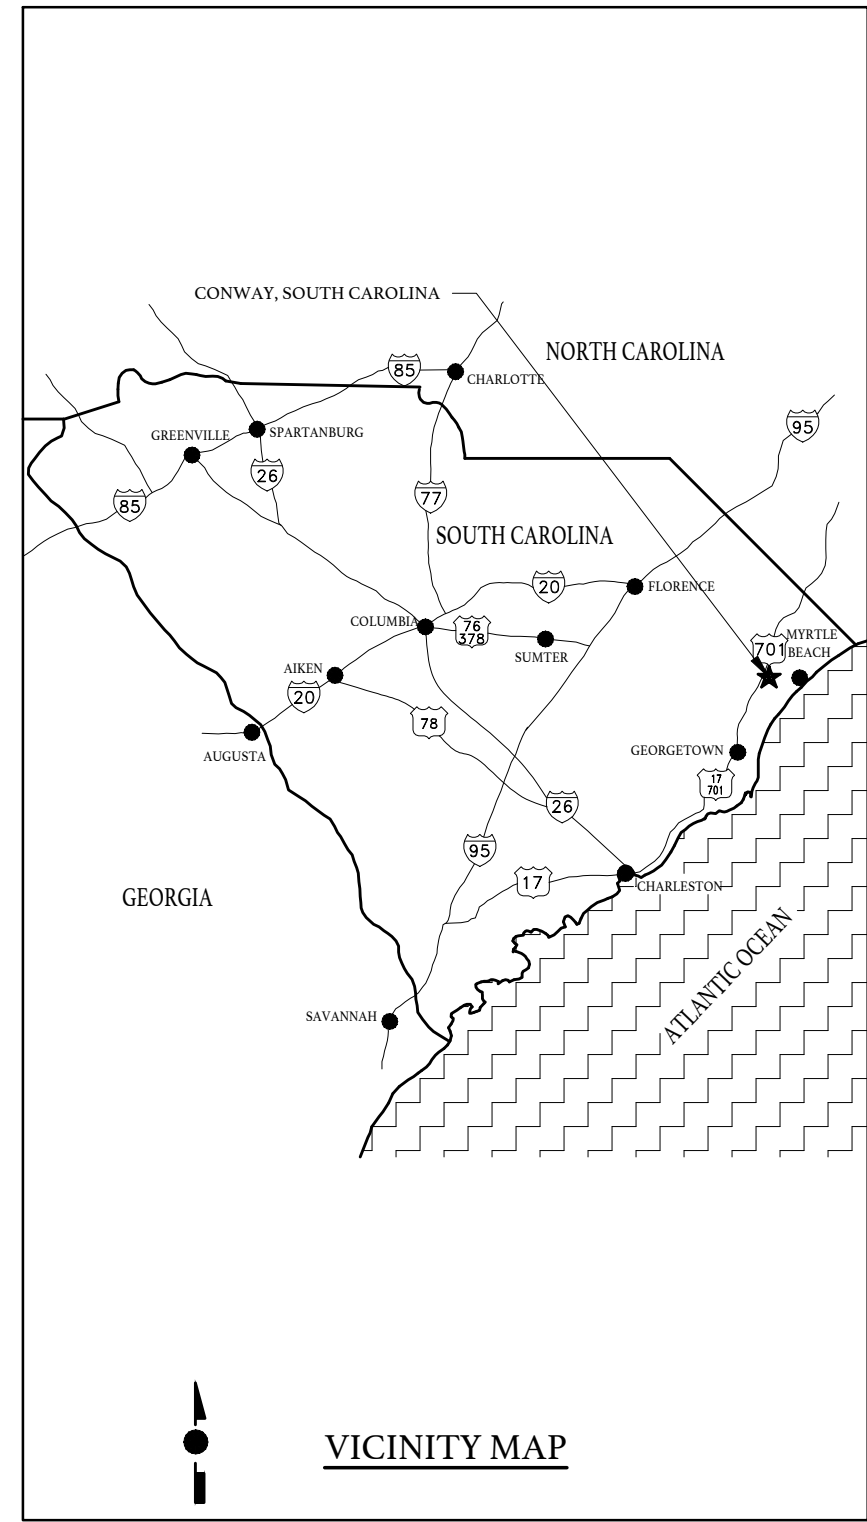 CONWAY, SOUTH CAROLINA
NORTH CAROLINA
85
CHARLOTTE
95
GREENVILLE
SPARTANBURG
26
77
85
SOUTH CAROLINA
20
FLORENCE
COLUMBIA
76
378
SUMTER
701
MYRTLE
BEACH
AIKEN
20
78
AUGUSTA
GEORGETOWN
17
701
26
95
17
CHARLESTON
GEORGIA
ATLANTIC OCEAN
SAVANNAH
VICINITY MAP